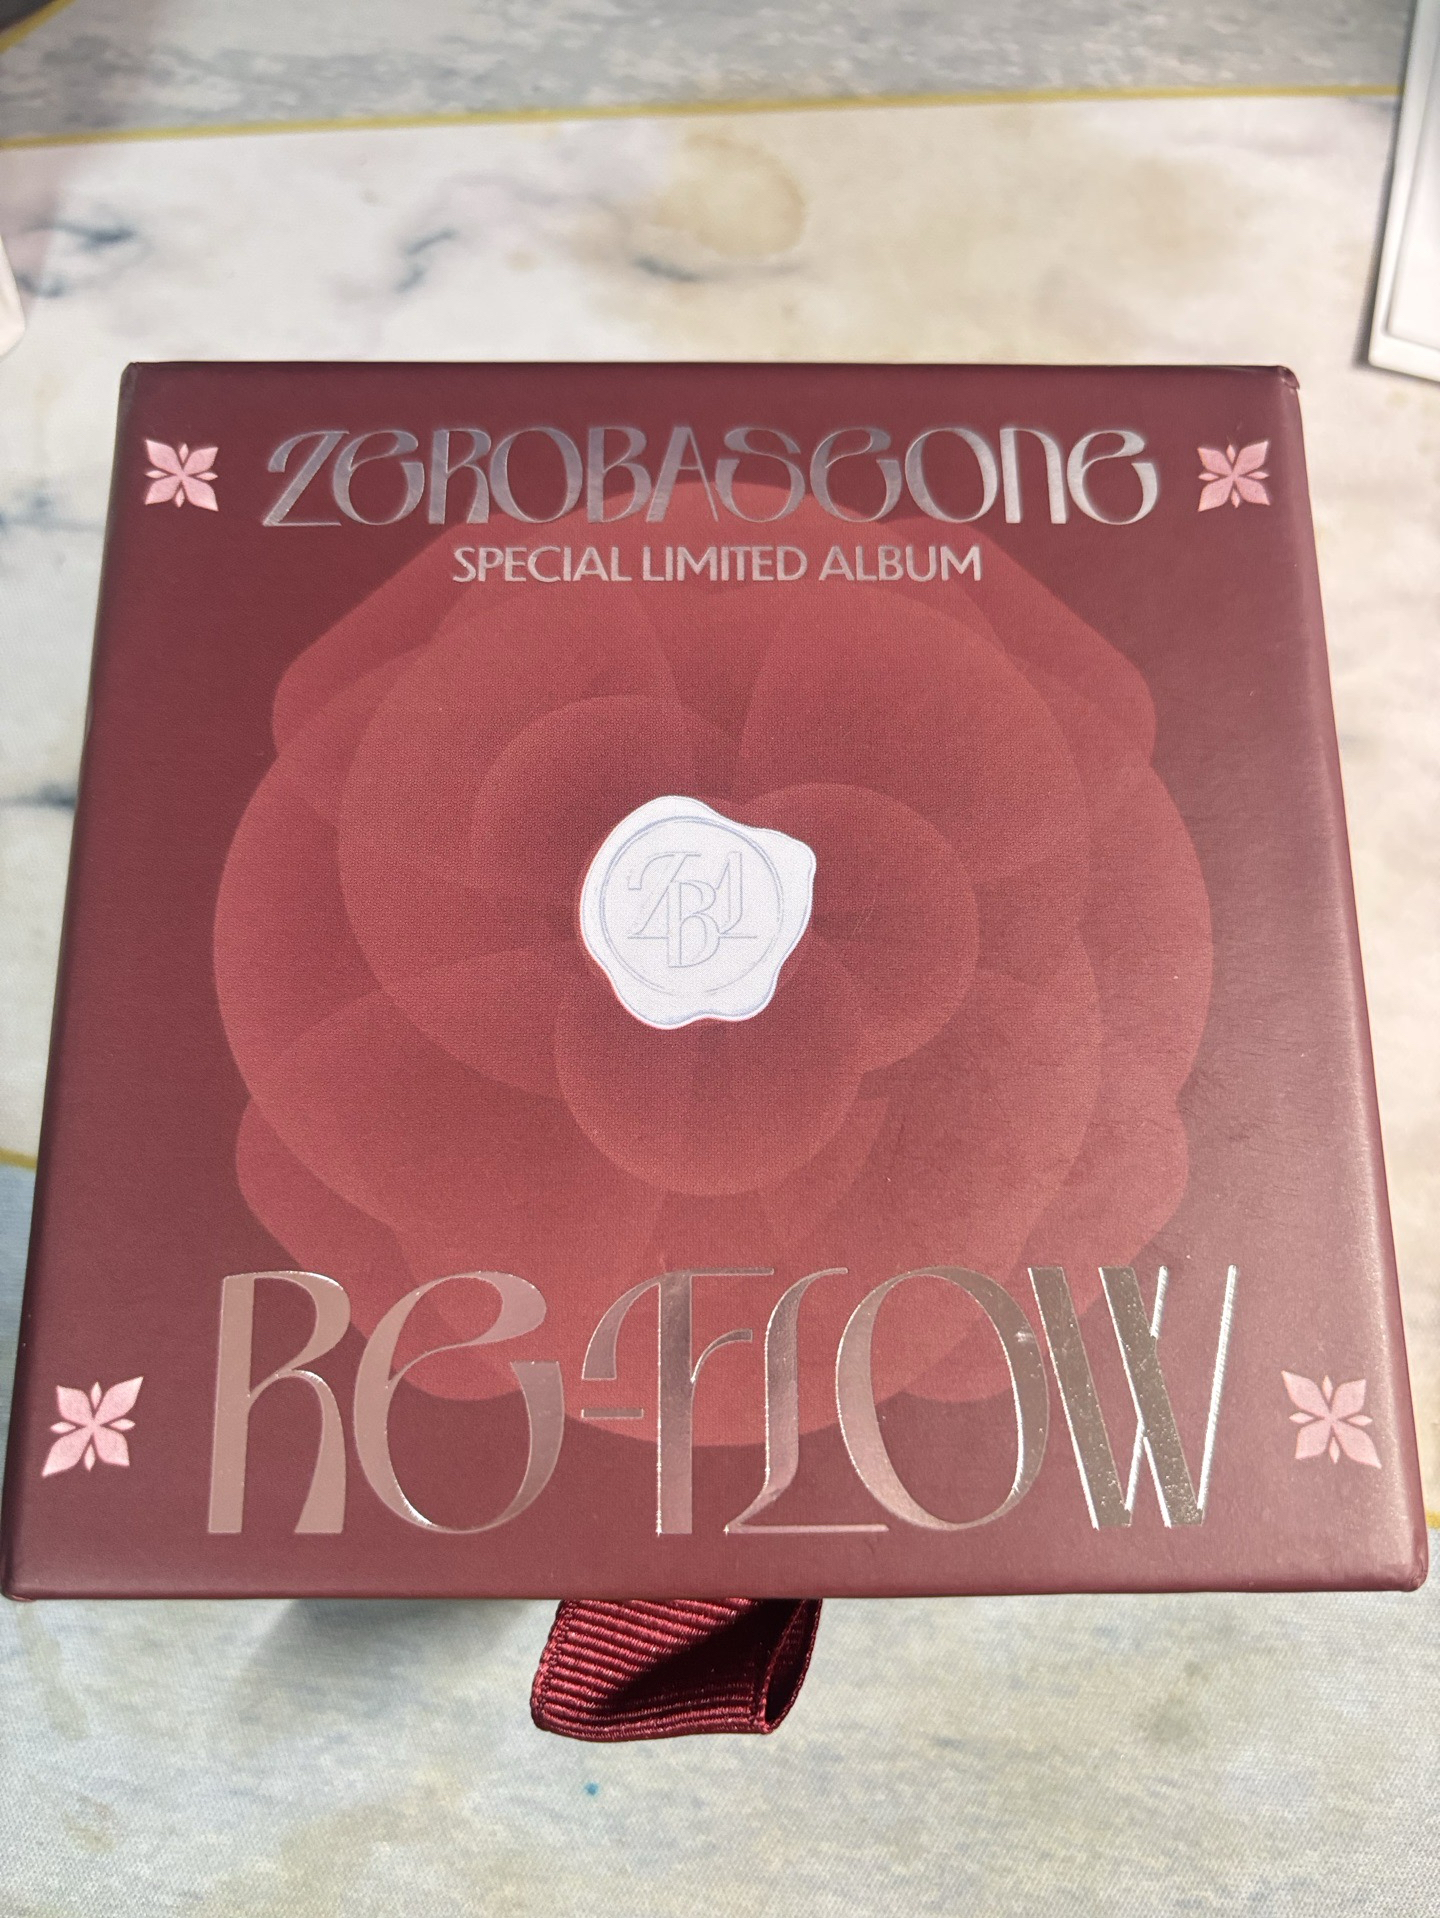 ZEROBASEONE
SPECIAL LIMITED ALBUM
ZB1
RE-FLOW